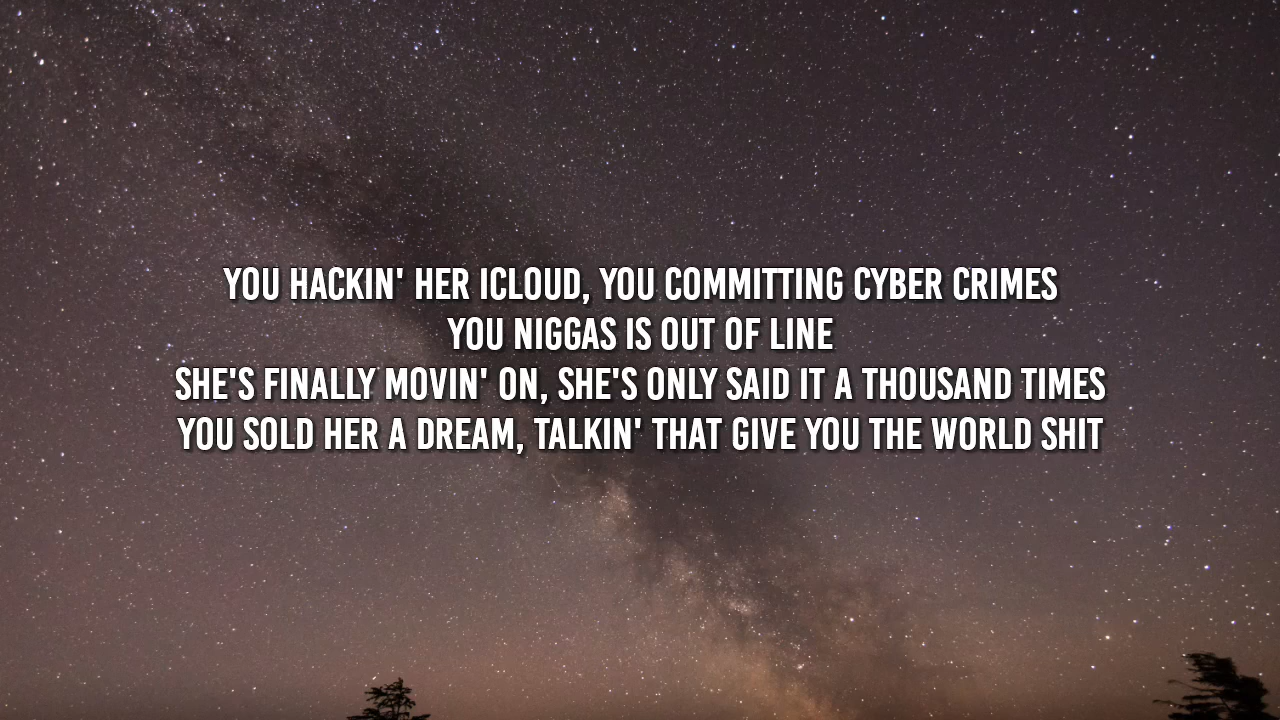 YOU HACKIN' HER ICLOUD, YOU COMMITTING CYBER CRIMES
YOU NIGGAS IS OUT OF LINE
SHE'S FINALLY MOVIN' ON, SHE'S ONLY SAID IT A THOUSAND TIMES
YOU SOLD HER A DREAM, TALKIN' THAT GIVE YOU THE WORLD SHIT